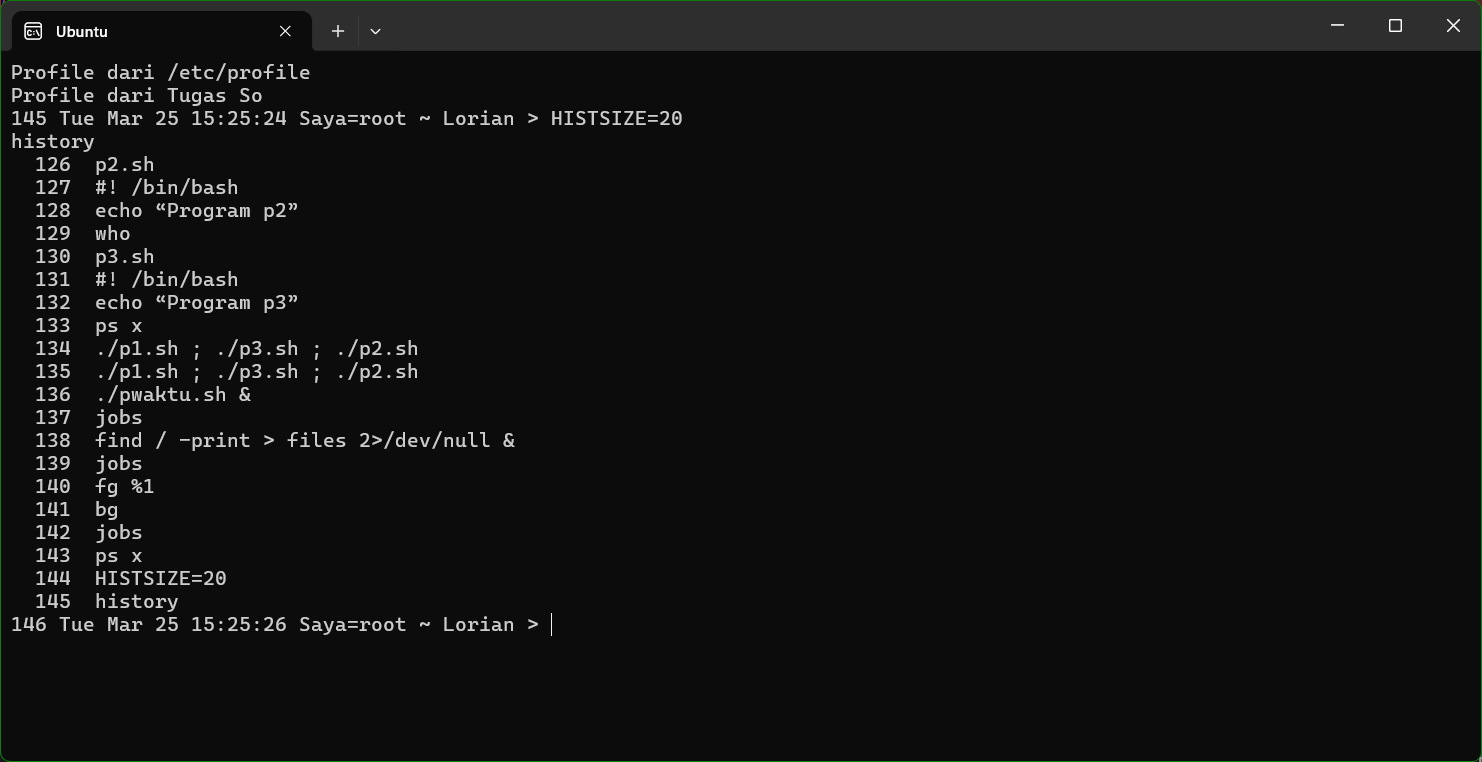 Ubuntu
Profile dari /etc/profile
Profile dari Tugas So
145 Tue Mar 25 15:25:24 Saya=root ~ Lorian > HISTSIZE=20
history
126 p2.sh
127 #! /bin/bash
128 echo “Program p2”
129 who
130 p3.sh
131 #! /bin/bash
132 echo “Program p3”
133 ps x
134 ./p1.sh ; ./p3.sh ; ./p2.sh
135 ./p1.sh ; ./p3.sh ; ./p2.sh
136 ./pwaktu.sh &
137 jobs
138 find / -print > files 2>/dev/null &
139 jobs
140 fg %1
141 bg
142 jobs
143 ps x
144 HISTSIZE=20
145 history
146 Tue Mar 25 15:25:26 Saya=root ~ Lorian >